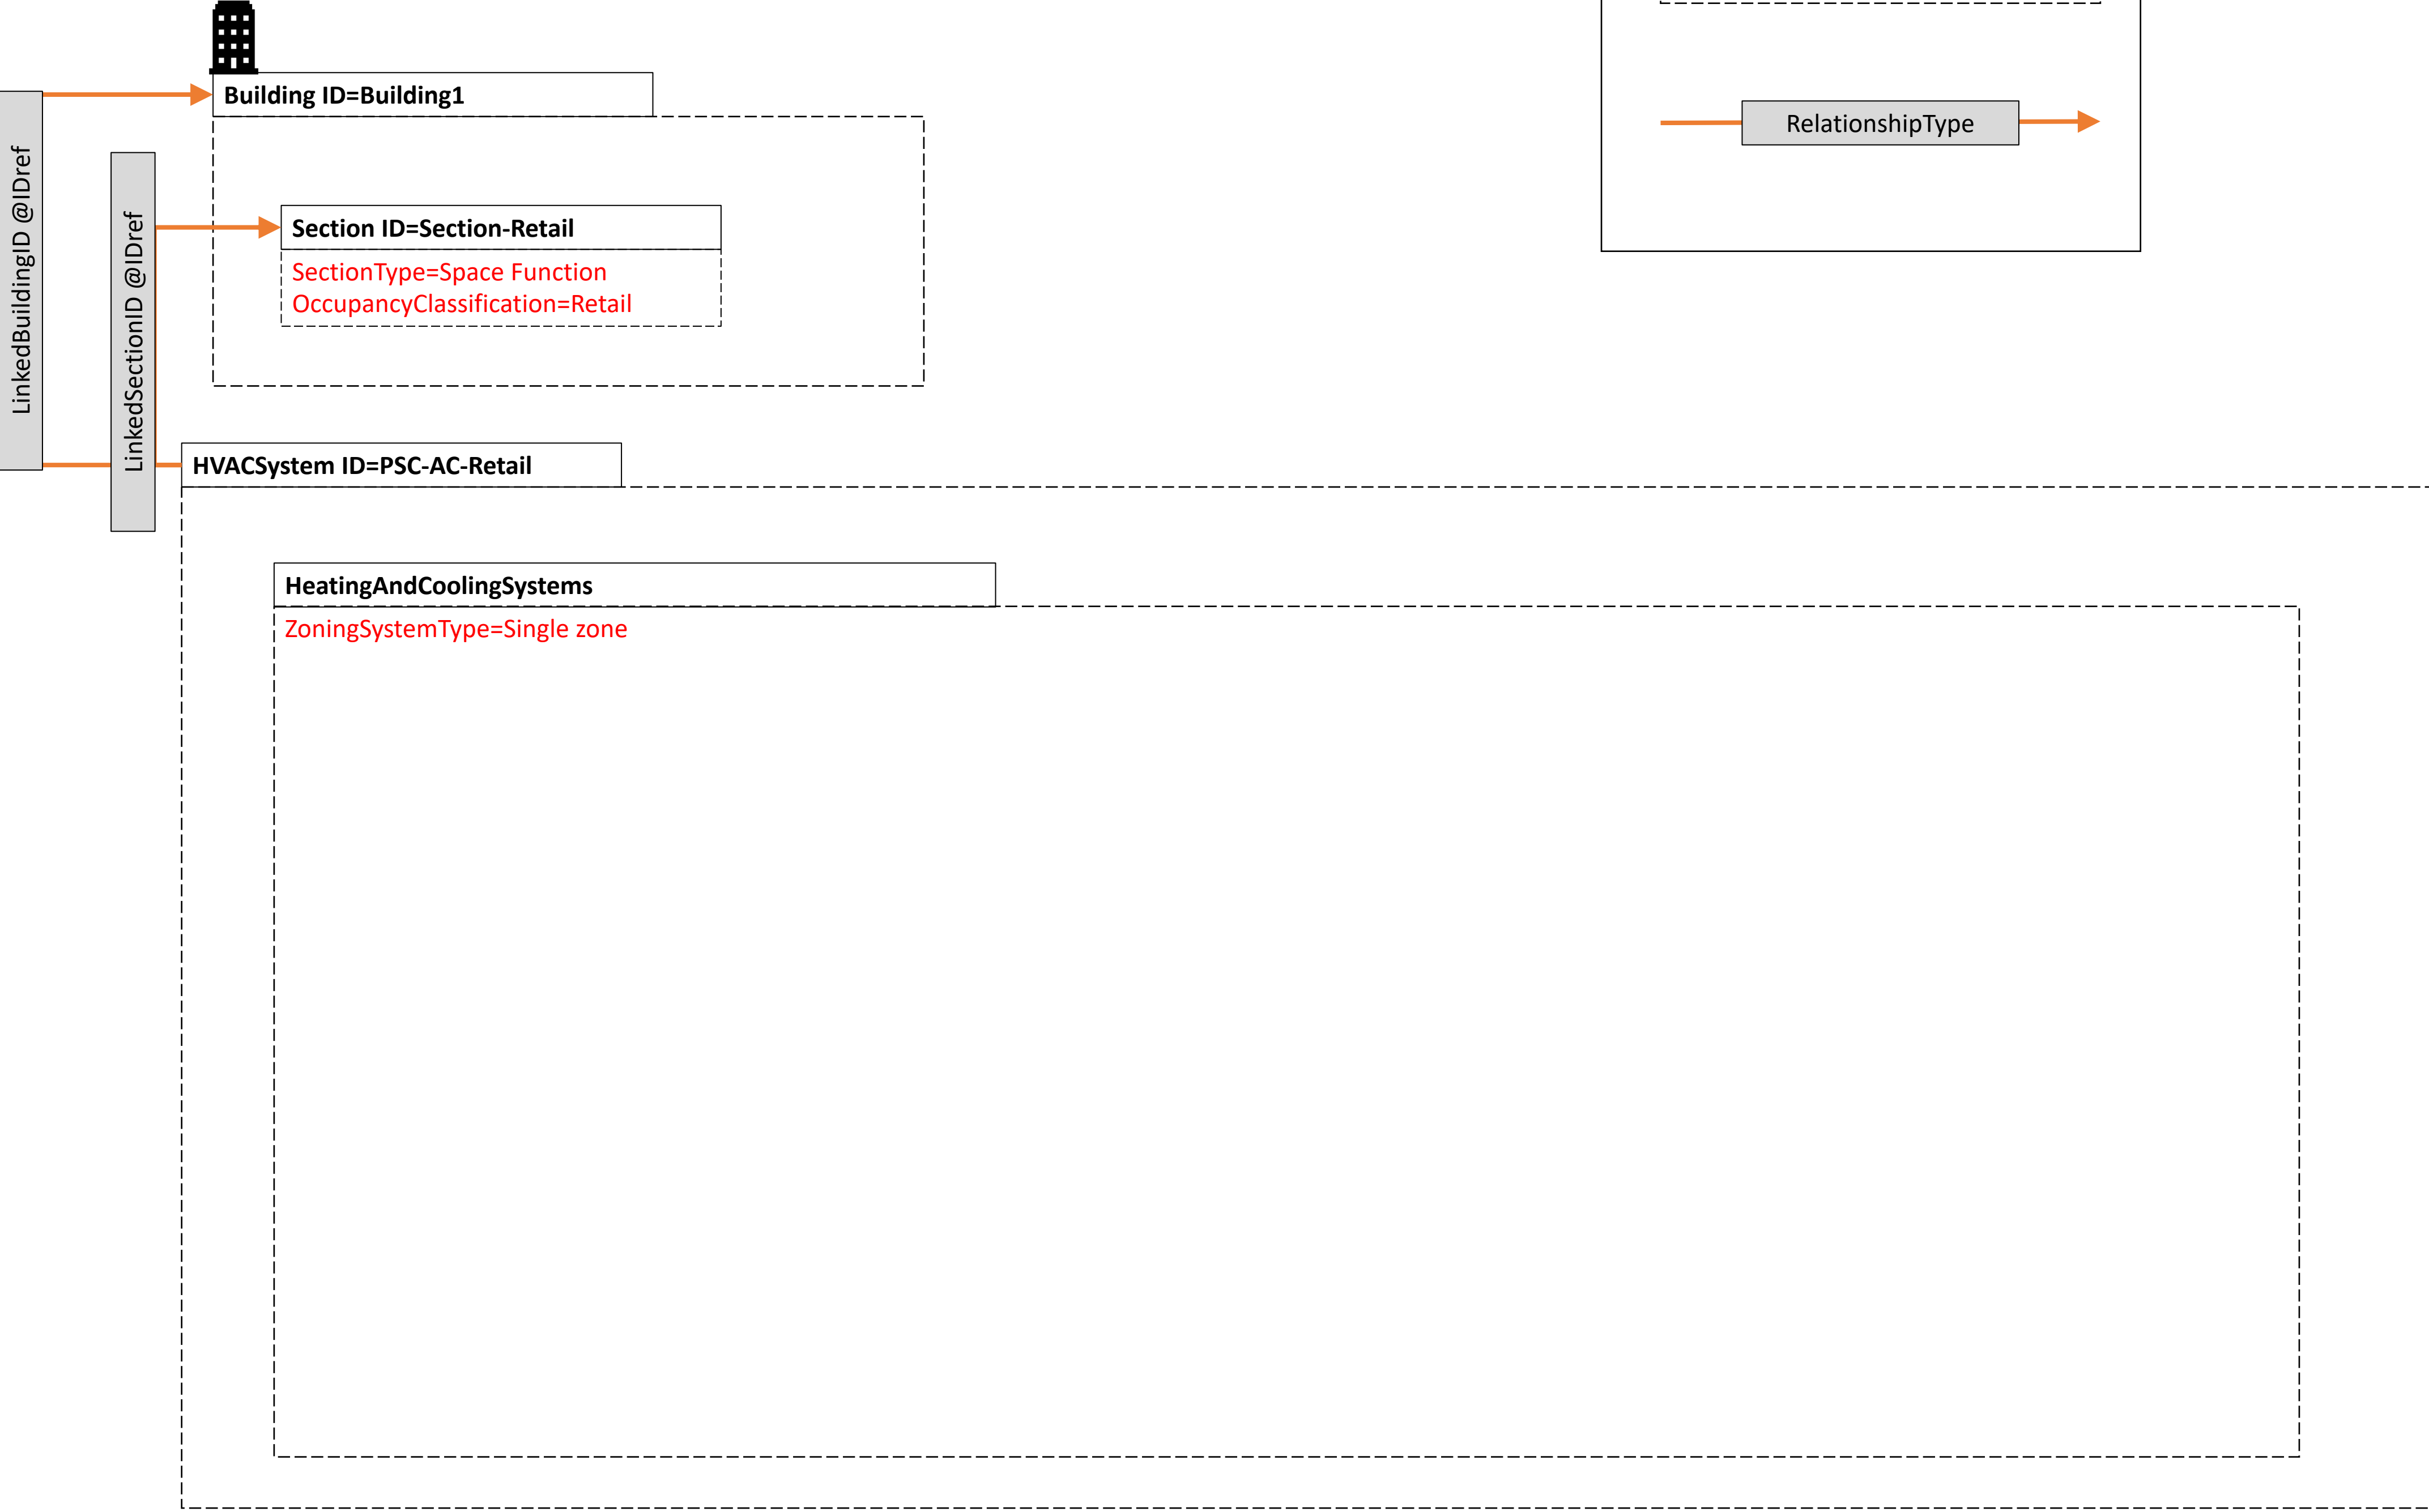 Building ID=Building1
RelationshipType
LinkedBuildingID @IDref
LinkedSectionID @IDref
Section ID=Section-Retail
SectionType=Space Function
OccupancyClassification=Retail
HVACSystem ID=PSC-AC-Retail
HeatingAndCoolingSystems
ZoningSystemType=Single zone